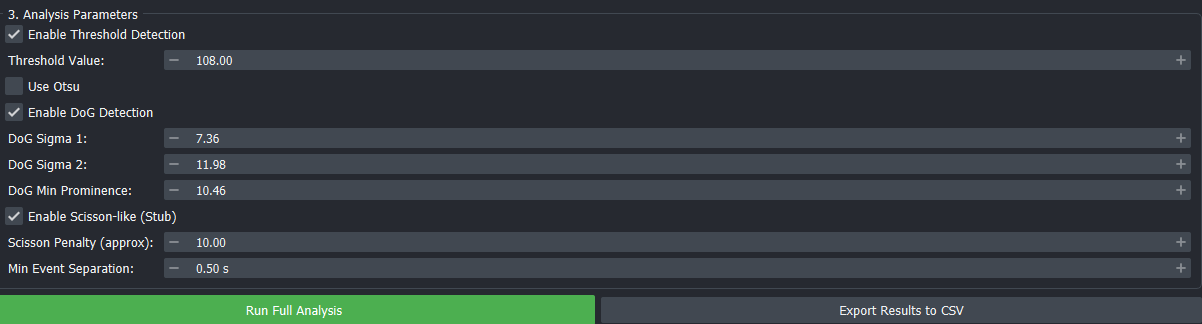 3. Analysis Parameters
Enable Threshold Detection
Threshold Value: − 108.00 +
Use Otsu
Enable DoG Detection
DoG Sigma 1: − 7.36 +
DoG Sigma 2: − 11.98 +
DoG Min Prominence: − 10.46 +
Enable Scisson-like (Stub)
Scisson Penalty (approx): − 10.00 +
Min Event Separation: − 0.50 s +
Run Full Analysis Export Results to CSV